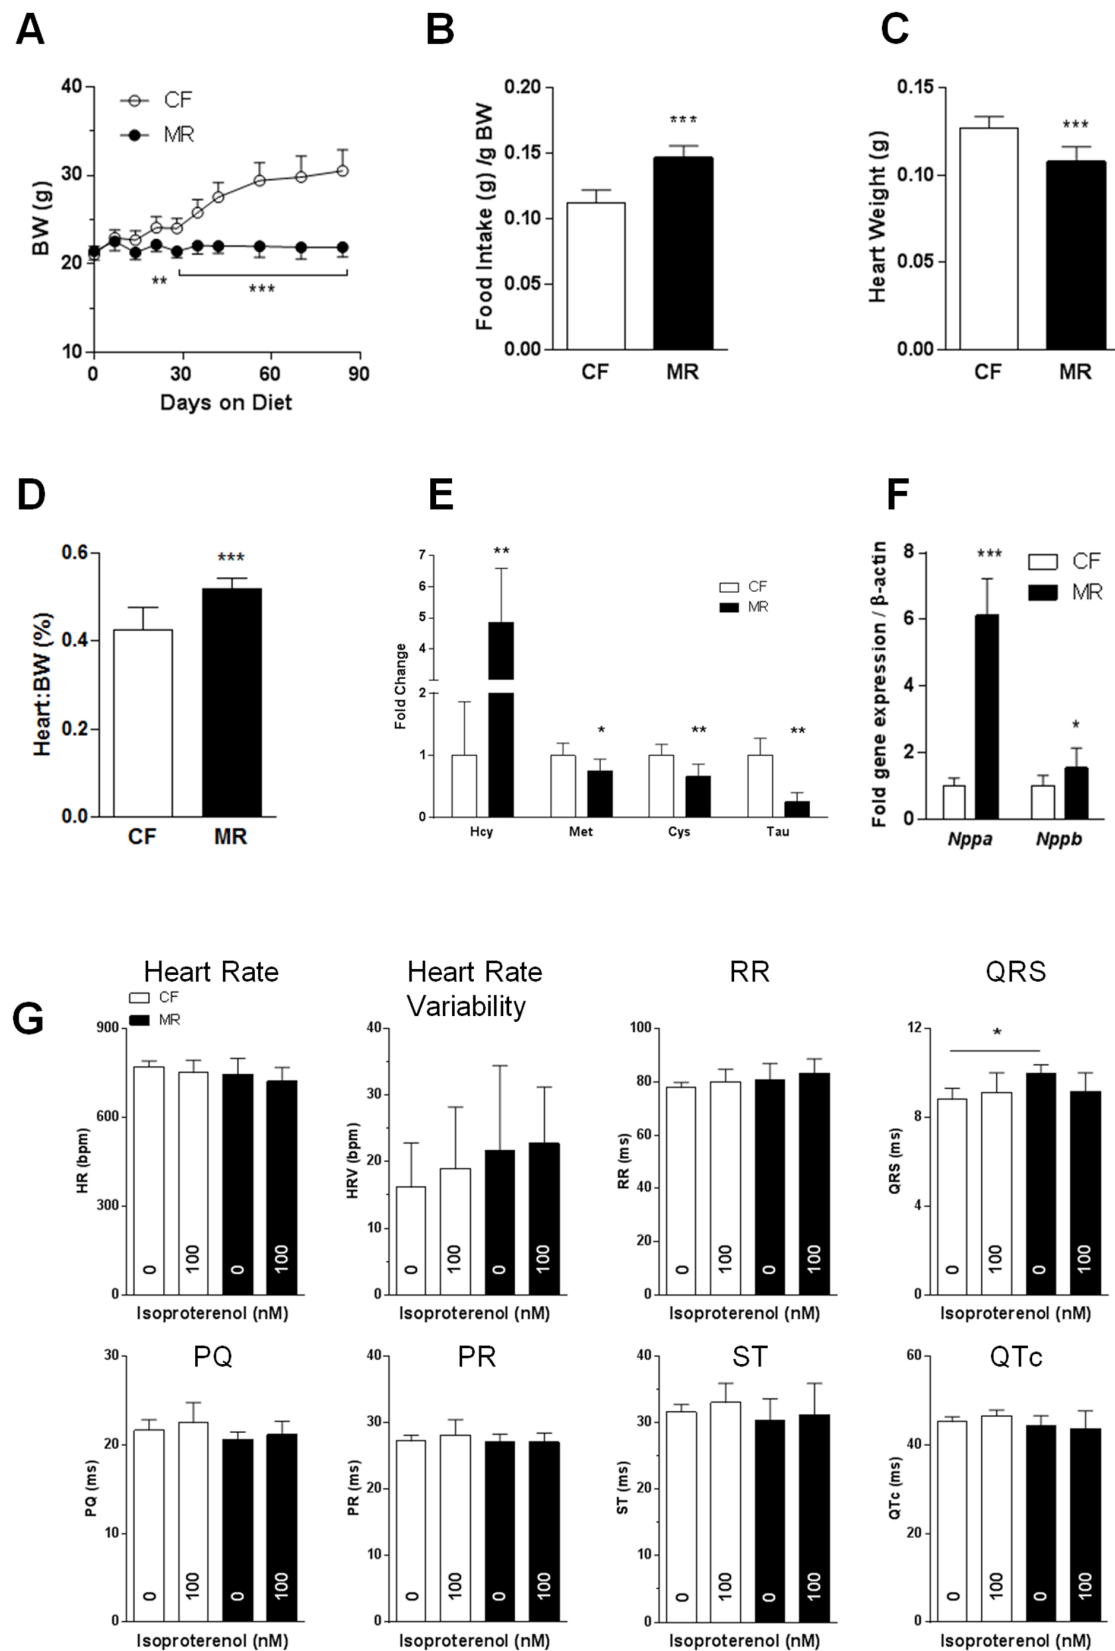 A
BW (g)
40
30
20
10
CF
MR
**
***
0
30
60
90
Days on Diet
B
Food Intake (g) /g BW
0.20
0.15
0.10
0.05
0.00
***
CF
MR
C
Heart Weight (g)
0.15
0.10
0.05
0.00
***
CF
MR
D
Heart:BW (%)
0.6
0.4
0.2
0.0
***
CF
MR
E
Fold Change
7
6
5
4
2
1
0
**
*
**
**
CF
MR
Hcy
Met
Cys
Tau
F
Fold gene expression / β-actin
8
6
4
2
0
***
*
CF
MR
Nppa
Nppb
G
Heart Rate
CF
MR
HR (bpm)
900
600
300
0
0
100
0
100
Isoproterenol (nM)
Heart Rate
Variability
HRV (bpm)
40
30
20
10
0
0
100
0
100
Isoproterenol (nM)
RR
RR (ms)
100
80
60
40
20
0
0
100
0
100
Isoproterenol (nM)
QRS
QRS (ms)
12
8
4
0
*
0
100
0
100
Isoproterenol (nM)
PQ
PQ (ms)
30
20
10
0
0
100
0
100
Isoproterenol (nM)
PR
PR (ms)
40
30
20
10
0
0
100
0
100
Isoproterenol (nM)
ST
ST (ms)
40
30
20
10
0
0
100
0
100
Isoproterenol (nM)
QTc
QTc (ms)
60
40
20
0
0
100
0
100
Isoproterenol (nM)